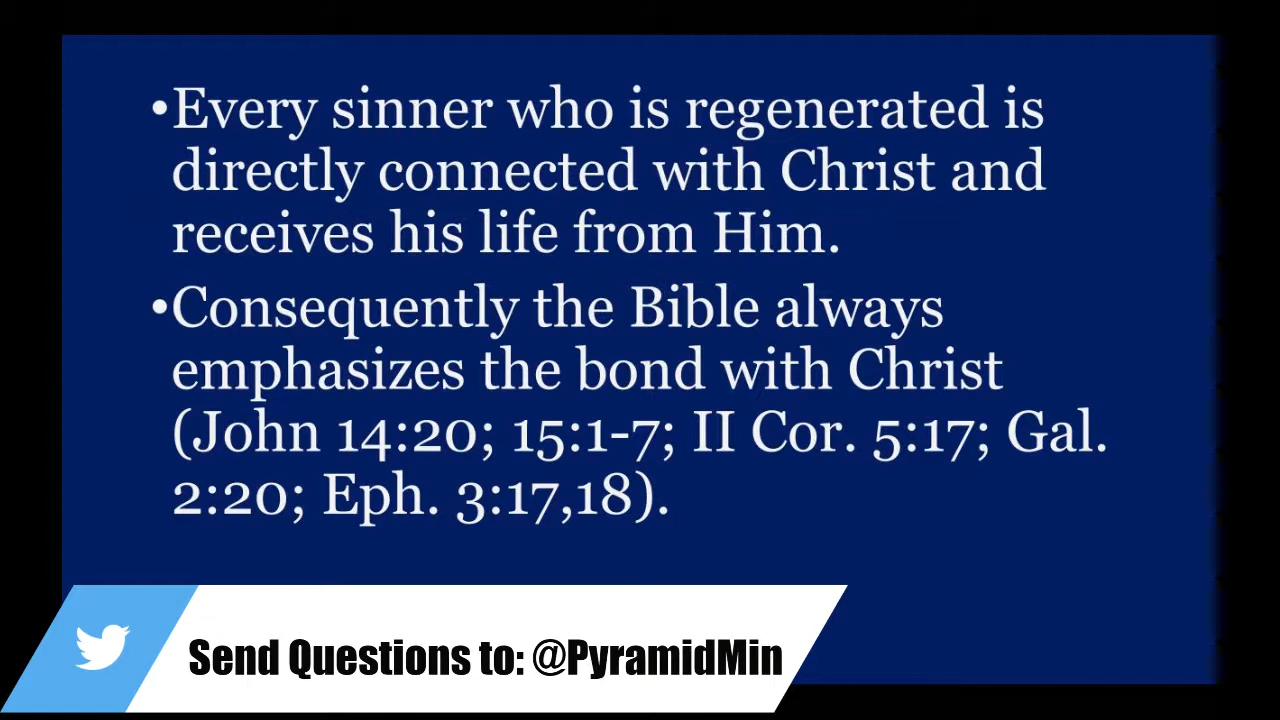 •Every sinner who is regenerated is
directly connected with Christ and
receives his life from Him.
•Consequently the Bible always
emphasizes the bond with Christ
(John 14:20; 15:1-7; II Cor. 5:17; Gal.
2:20; Eph. 3:17,18).
Send Questions to: @PyramidMin